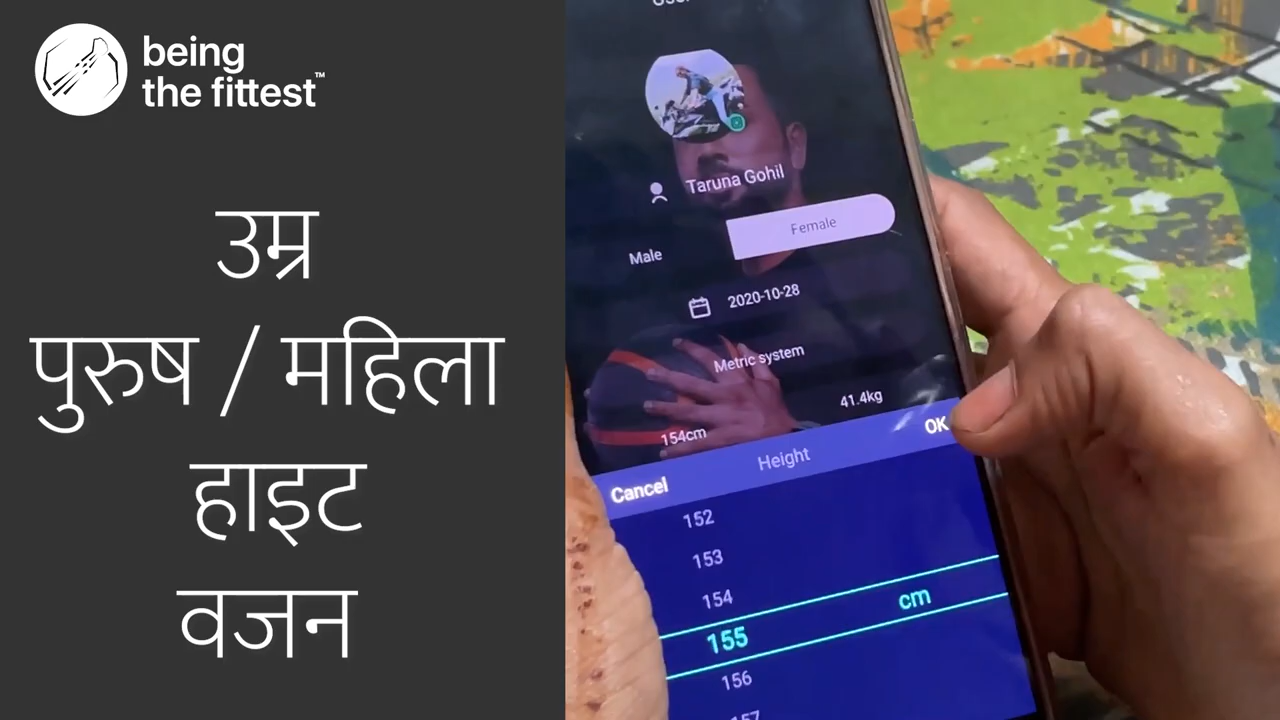 being
the fittest™
उम्र
पुरुष / महिला
हाइट
वजन
Taruna Gohil
Male
Female
2020-10-28
Metric system
154cm
41.4kg
Cancel
Height
OK
152
153
154
155
cm
156
157